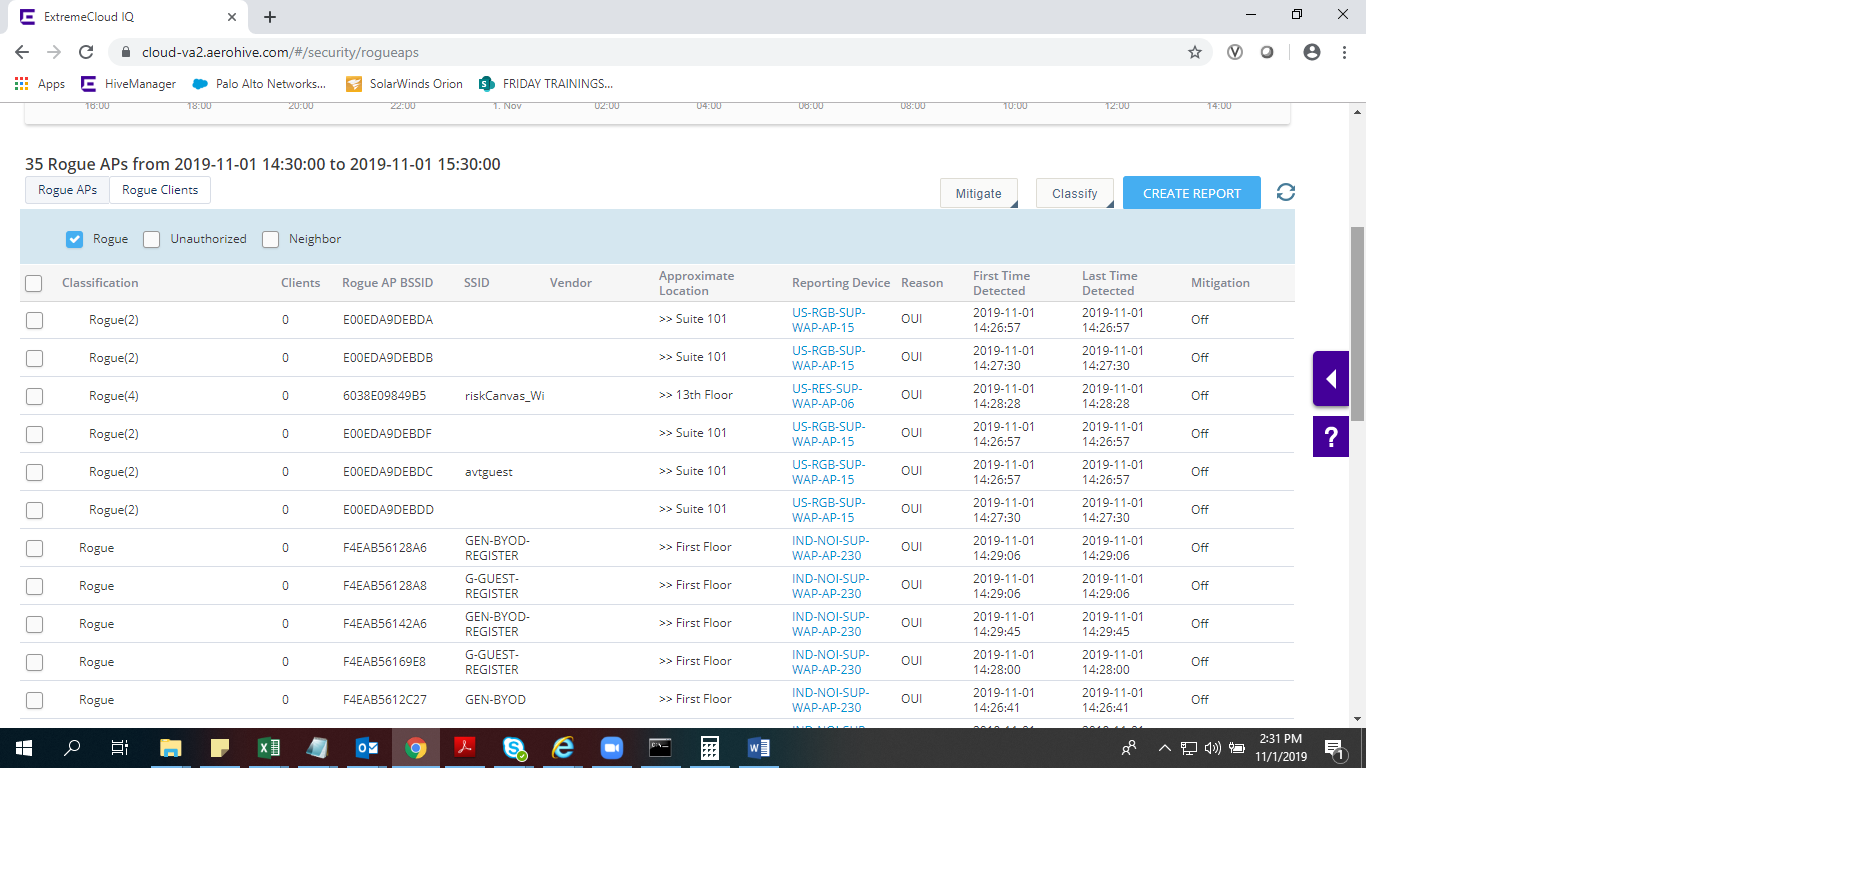 ExtremeCloud IQ
cloud-va2.aerohive.com/#/security/rogueaps
Apps HiveManager Palo Alto Networks... SolarWinds Orion FRIDAY TRAININGS...
16:00 18:00 20:00 22:00 1. Nov 02:00 04:00 06:00 08:00 10:00 12:00 14:00
35 Rogue APs from 2019-11-01 14:30:00 to 2019-11-01 15:30:00
Rogue APs Rogue Clients Mitigate Classify CREATE REPORT
Rogue Unauthorized Neighbor
Classification Clients Rogue AP BSSID SSID Vendor Approximate Location Reporting Device Reason First Time Detected Last Time Detected Mitigation
Rogue(2) 0 E00EDA9DEBDA >> Suite 101 US-RGB-SUP-WAP-AP-15 OUI 2019-11-01 14:26:57 2019-11-01 14:26:57 Off
Rogue(2) 0 E00EDA9DEBDB >> Suite 101 US-RGB-SUP-WAP-AP-15 OUI 2019-11-01 14:27:30 2019-11-01 14:27:30 Off
Rogue(4) 0 6038E09849B5 riskCanvas_Wi >> 13th Floor US-RES-SUP-WAP-AP-06 OUI 2019-11-01 14:28:28 2019-11-01 14:28:28 Off
Rogue(2) 0 E00EDA9DEBDF >> Suite 101 US-RGB-SUP-WAP-AP-15 OUI 2019-11-01 14:26:57 2019-11-01 14:26:57 Off
Rogue(2) 0 E00EDA9DEBDC avtguest >> Suite 101 US-RGB-SUP-WAP-AP-15 OUI 2019-11-01 14:26:57 2019-11-01 14:26:57 Off
Rogue(2) 0 E00EDA9DEBDD >> Suite 101 US-RGB-SUP-WAP-AP-15 OUI 2019-11-01 14:27:30 2019-11-01 14:27:30 Off
Rogue 0 F4EAB56128A6 GEN-BYOD-REGISTER >> First Floor IND-NOI-SUP-WAP-AP-230 OUI 2019-11-01 14:29:06 2019-11-01 14:29:06 Off
Rogue 0 F4EAB56128A8 G-GUEST-REGISTER >> First Floor IND-NOI-SUP-WAP-AP-230 OUI 2019-11-01 14:29:06 2019-11-01 14:29:06 Off
Rogue 0 F4EAB56142A6 GEN-BYOD-REGISTER >> First Floor IND-NOI-SUP-WAP-AP-230 OUI 2019-11-01 14:29:45 2019-11-01 14:29:45 Off
Rogue 0 F4EAB56169E8 G-GUEST-REGISTER >> First Floor IND-NOI-SUP-WAP-AP-230 OUI 2019-11-01 14:28:00 2019-11-01 14:28:00 Off
Rogue 0 F4EAB5612C27 GEN-BYOD >> First Floor IND-NOI-SUP-WAP-AP-230 OUI 2019-11-01 14:26:41 2019-11-01 14:26:41 Off
?
2:31 PM
11/1/2019
1